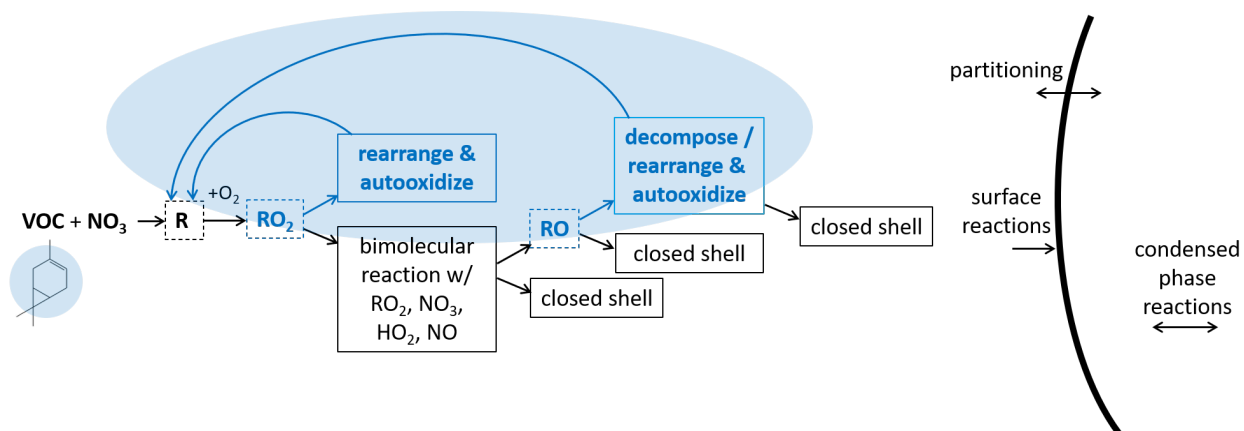 VOC + NO₃
R
+O₂
RO₂
rearrange &
autooxidize
bimolecular
reaction w/
RO₂, NO₃,
HO₂, NO
RO
decompose /
rearrange &
autooxidize
closed shell
closed shell
closed shell
partitioning
surface
reactions
condensed
phase
reactions